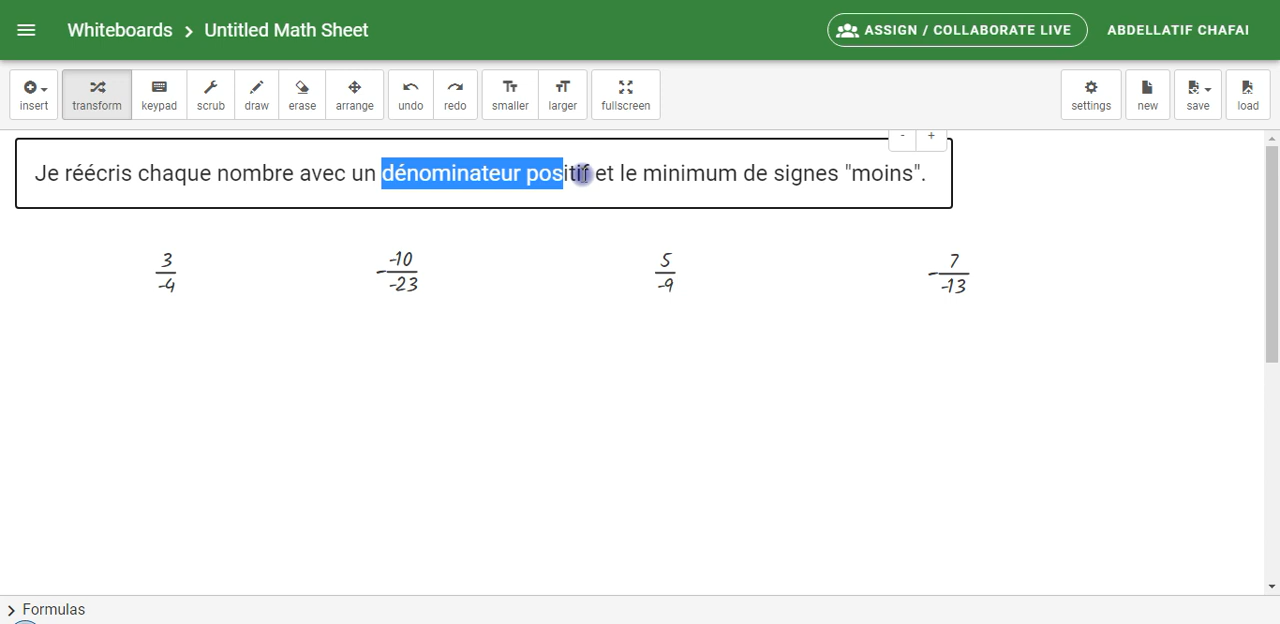 Whiteboards > Untitled Math Sheet ASSIGN / COLLABORATE LIVE ABDELLATIF CHAFAI
insert transform keypad scrub draw erase arrange undo redo smaller larger fullscreen settings new save load
- +
Je réécris chaque nombre avec un dénominateur positif et le minimum de signes "moins".
3/-4 - -10/-23 5/-9 - 7/-13
Formulas